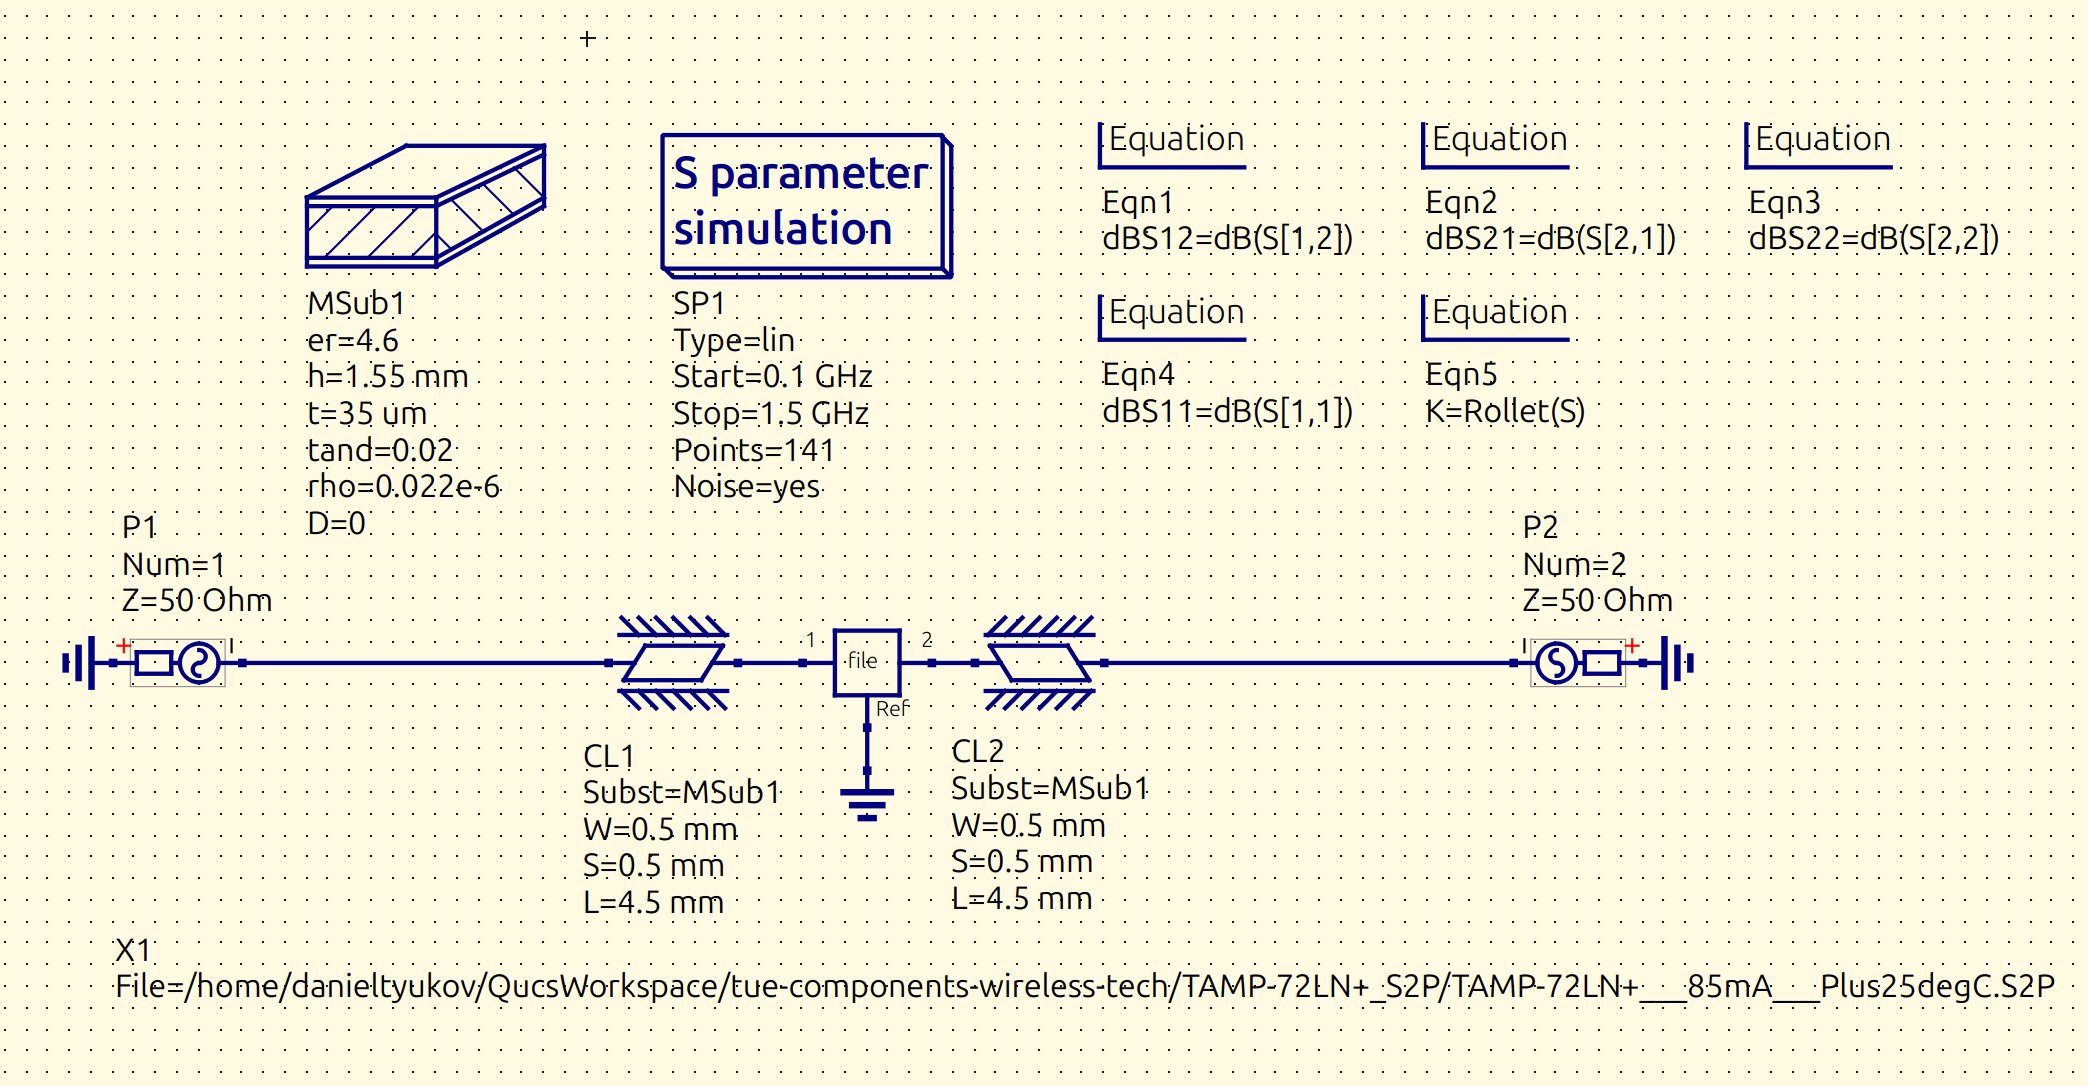 S parameter
simulation
Equation
Eqn1
dBS12=dB(S[1,2])
Equation
Eqn2
dBS21=dB(S[2,1])
Equation
Eqn3
dBS22=dB(S[2,2])
Equation
Eqn4
dBS11=dB(S[1,1])
Equation
Eqn5
K=Rollet(S)
MSub1
er=4.6
h=1.55 mm
t=35 um
tand=0.02
rho=0.022e-6
D=0
SP1
Type=lin
Start=0.1 GHz
Stop=1.5 GHz
Points=141
Noise=yes
P1
Num=1
Z=50 Ohm
P2
Num=2
Z=50 Ohm
1
file
2
Ref
CL1
Subst=MSub1
W=0.5 mm
S=0.5 mm
L=4.5 mm
CL2
Subst=MSub1
W=0.5 mm
S=0.5 mm
L=4.5 mm
X1
File=/home/danieltyukov/QucsWorkspace/tue-components-wireless-tech/TAMP-72LN+_S2P/TAMP-72LN+___85mA___Plus25degC.S2P